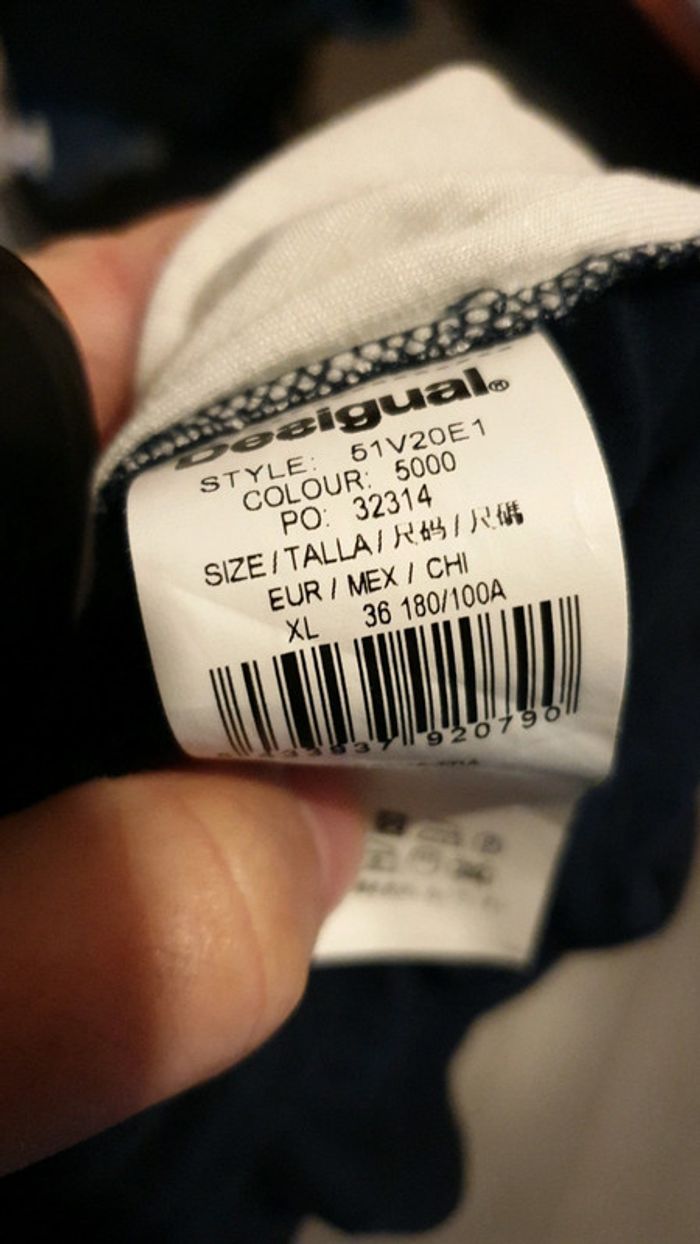 Desigual®
STYLE: 51V20E1
COLOUR: 5000
PO: 32314
SIZE / TALLA / 尺码 / 尺碼
EUR / MEX / CHI
XL 36 180/100A
920790